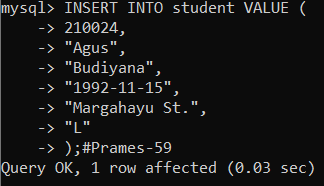 mysql> INSERT INTO student VALUE (
    -> 210024,
    -> "Agus",
    -> "Budiyana",
    -> "1992-11-15",
    -> "Margahayu St.",
    -> "L"
    -> );#Prames-59
Query OK, 1 row affected (0.03 sec)